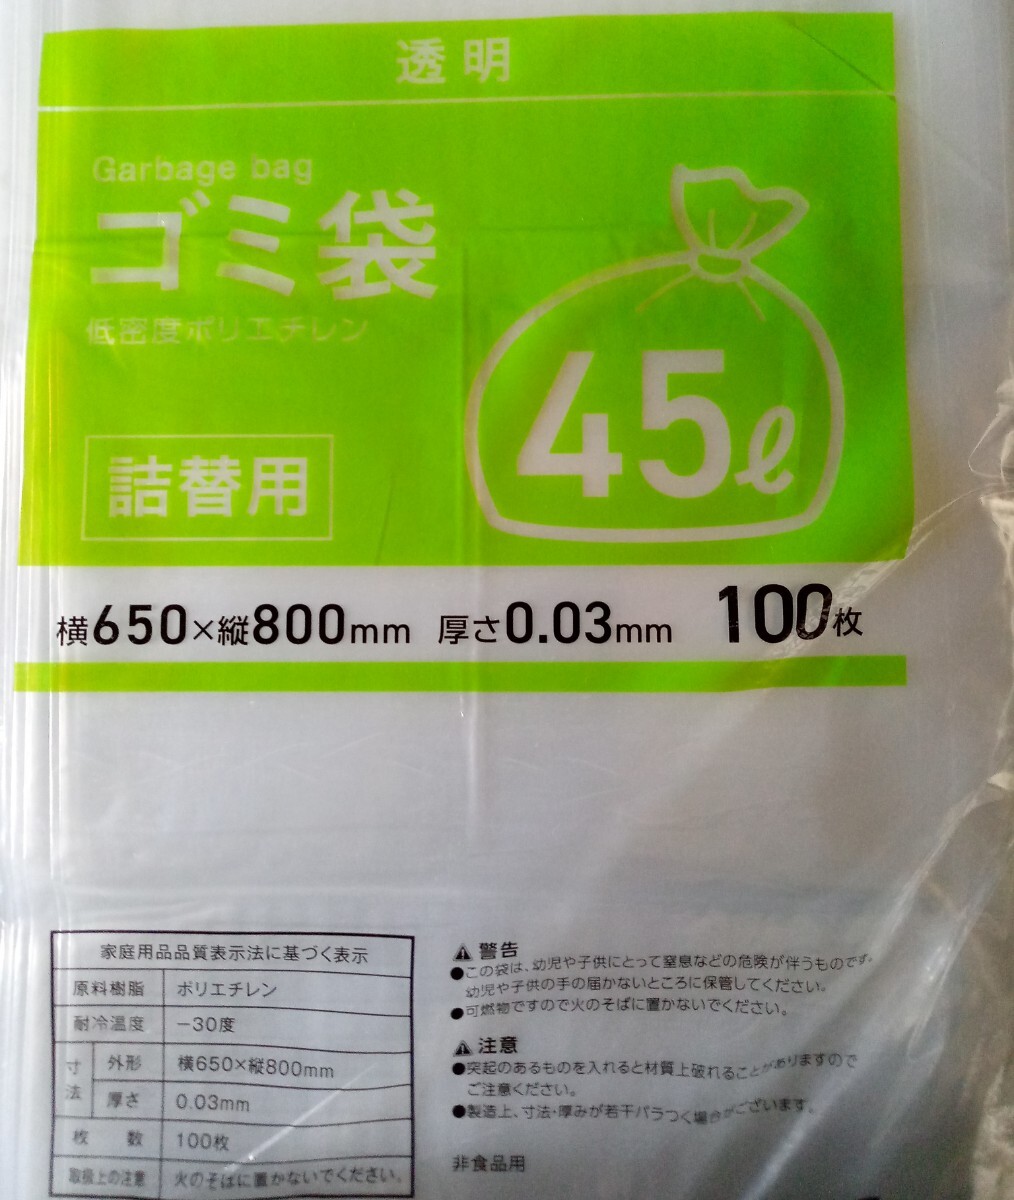 透明
Garbage bag
ゴミ袋
低密度ポリエチレン
45ℓ
詰替用
横650×縦800mm 厚さ0.03mm 100枚
家庭用品品質表示法に基づく表示
原料樹脂 ポリエチレン
耐冷温度 −30度
寸法 外形 横650×縦800mm
厚さ 0.03mm
枚数 100枚
取扱上の注意 火のそばに置かないでください。
⚠警告
●この袋は、幼児や子供にとって窒息などの危険が伴うものです。
幼児や子供の手の届かないところに保管してください。
●可燃物ですので火のそばに置かないでください。
⚠注意
●突起のあるものを入れると材質上破れることがありますので
ご注意ください。
●製造上、寸法・厚みが若干バラつく場合がございます。
非食品用